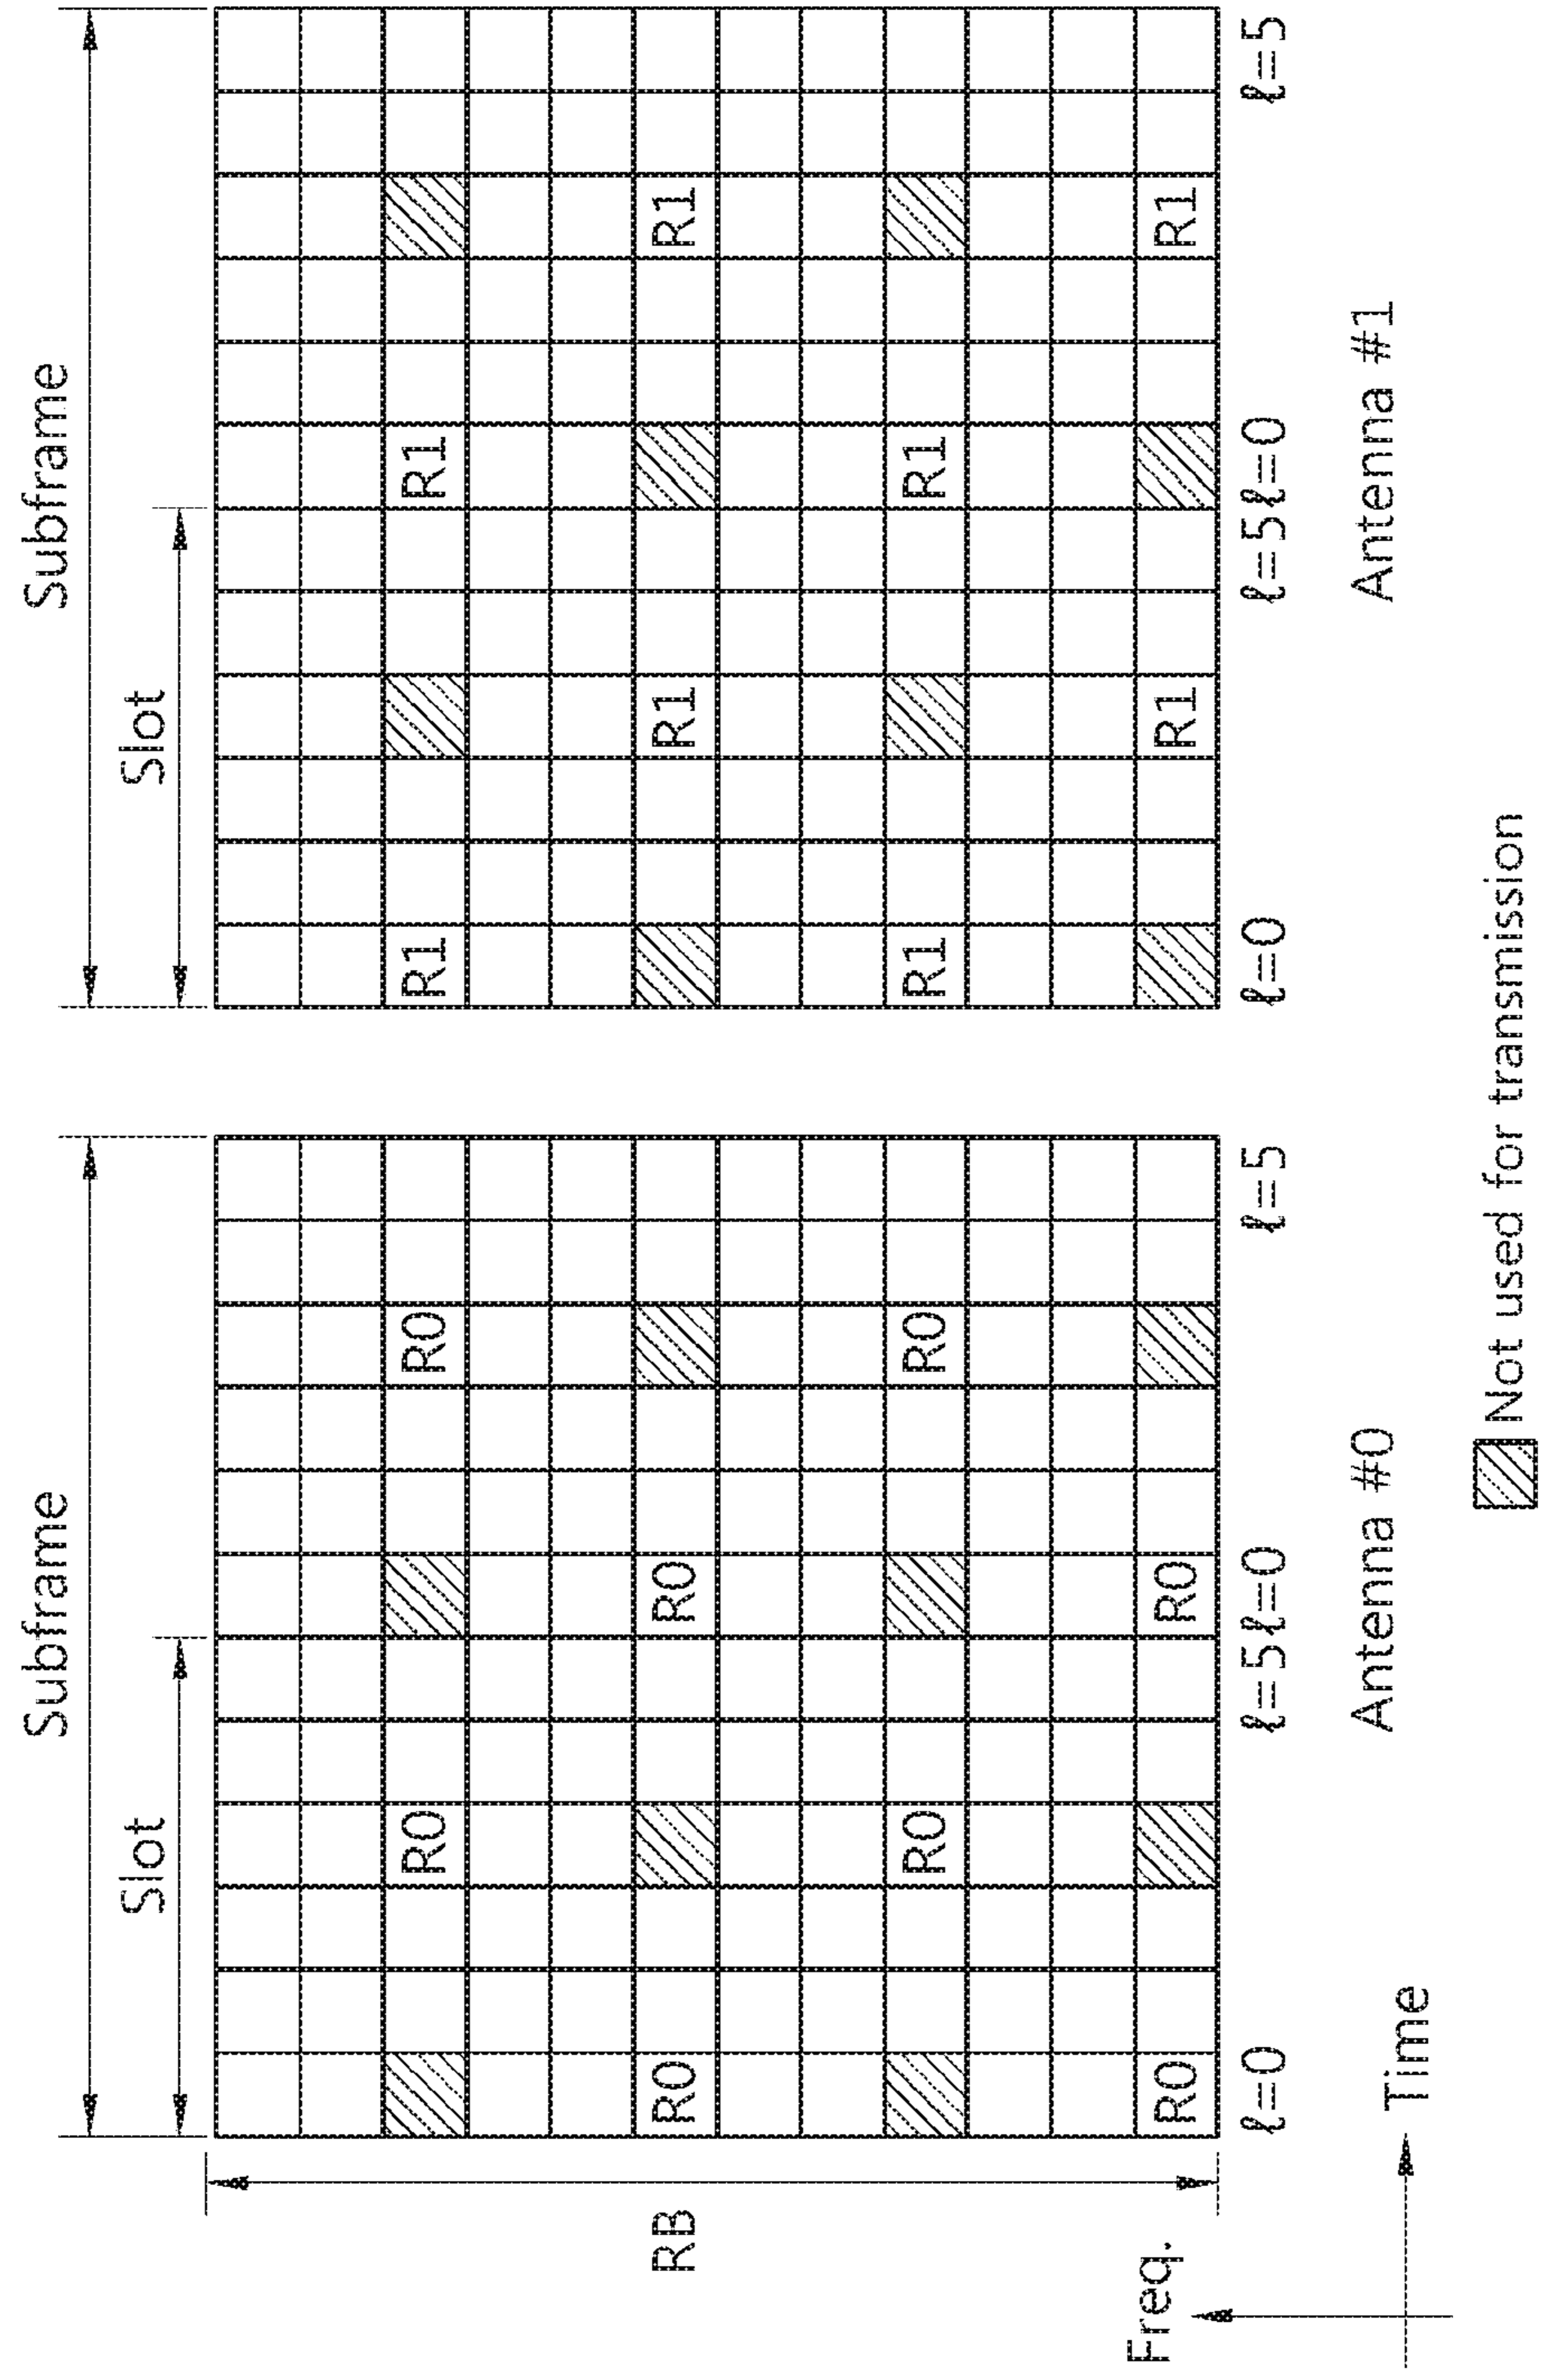 Subframe Subframe
Slot Slot
R0 R0 R1 R1
RB R0 R0 R1 R1
R0 R0 R1 R1
Freq. R0 R0 R1 R1
ℓ=0 ℓ=5 ℓ=0 ℓ=5 ℓ=0 ℓ=5 ℓ=0 ℓ=5
Antenna #0 Antenna #1
Time
Not used for transmission